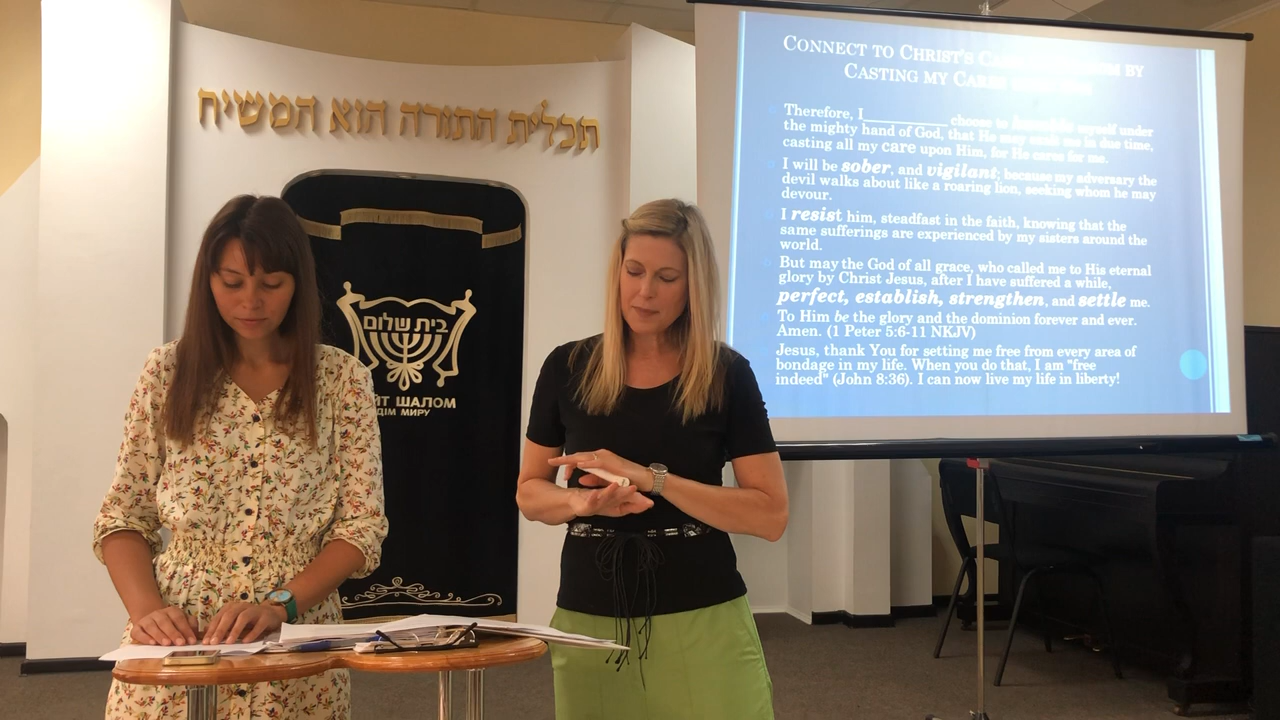 תכלית התורה הוא המשיח
בית שלום
ЙТ ШАЛОМ
ДІМ МИРУ
CONNECT TO CHRIST'S BY
CASTING MY CARES
Therefore, I__________ choose to myself under
the mighty hand of God, that He may me in due time,
casting all my care upon Him, for He cares for me.
I will be sober, and vigilant; because my adversary the
devil walks about like a roaring lion, seeking whom he may
devour.
I resist him, steadfast in the faith, knowing that the
same sufferings are experienced by my sisters around the
world.
But may the God of all grace, who called me to His eternal
glory by Christ Jesus, after I have suffered a while,
perfect, establish, strengthen, and settle me.
To Him be the glory and the dominion forever and ever.
Amen. (1 Peter 5:6-11 NKJV)
Jesus, thank You for setting me free from every area of
bondage in my life. When you do that, I am "free
indeed" (John 8:36). I can now live my life in liberty!